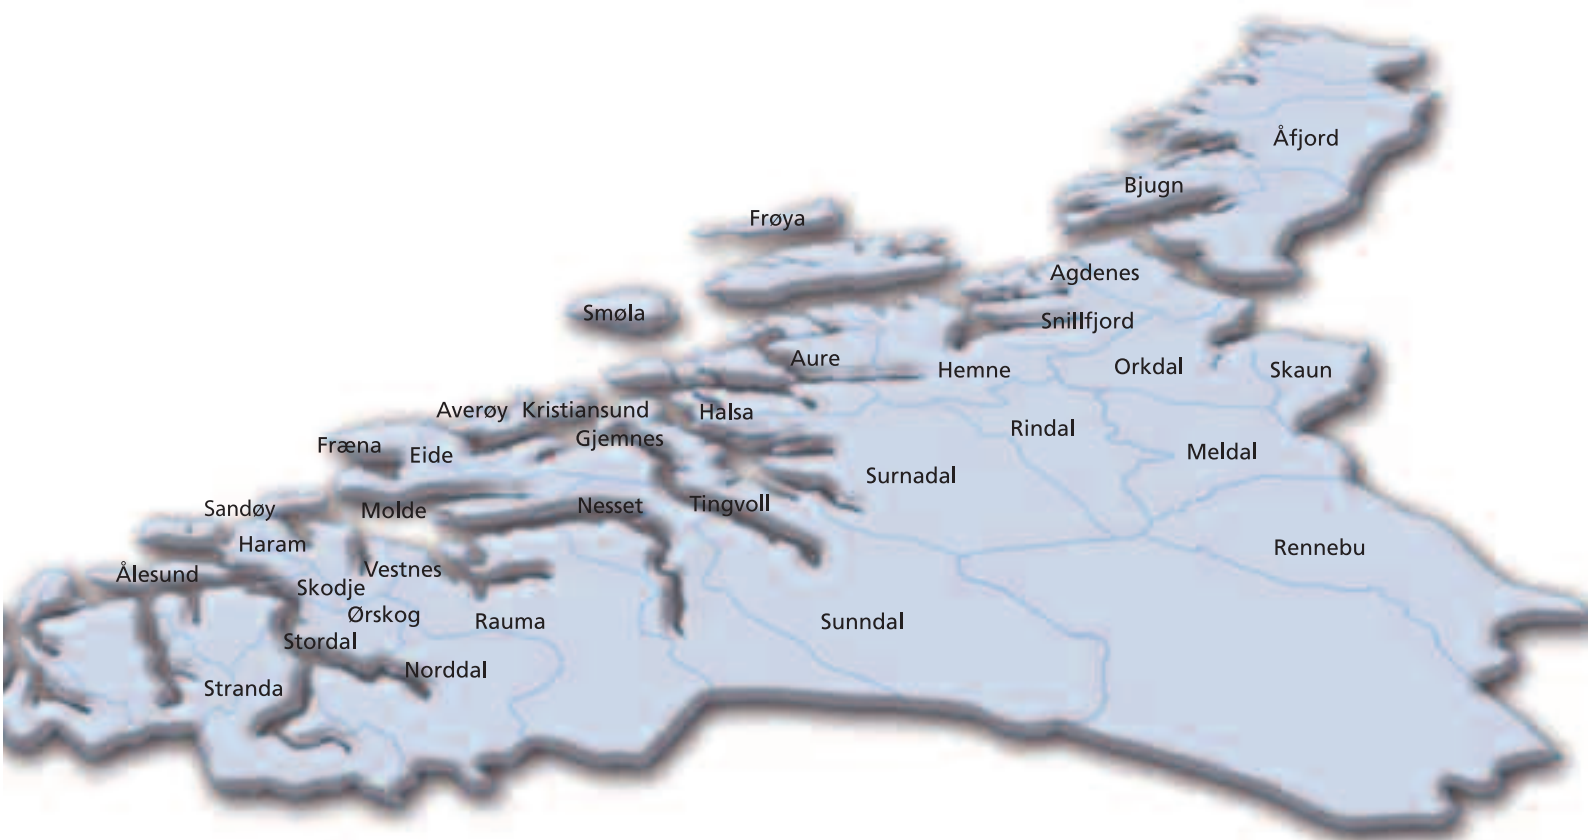 Åfjord
Bjugn
Frøya
Agdenes
Smøla
Snillfjord
Aure
Hemne
Orkdal
Skaun
Averøy
Kristiansund
Halsa
Rindal
Gjemnes
Fræna
Eide
Meldal
Surnadal
Sandøy
Molde
Nesset
Tingvoll
Haram
Rennebu
Ålesund
Vestnes
Skodje
Ørskog
Rauma
Sunndal
Stordal
Norddal
Stranda